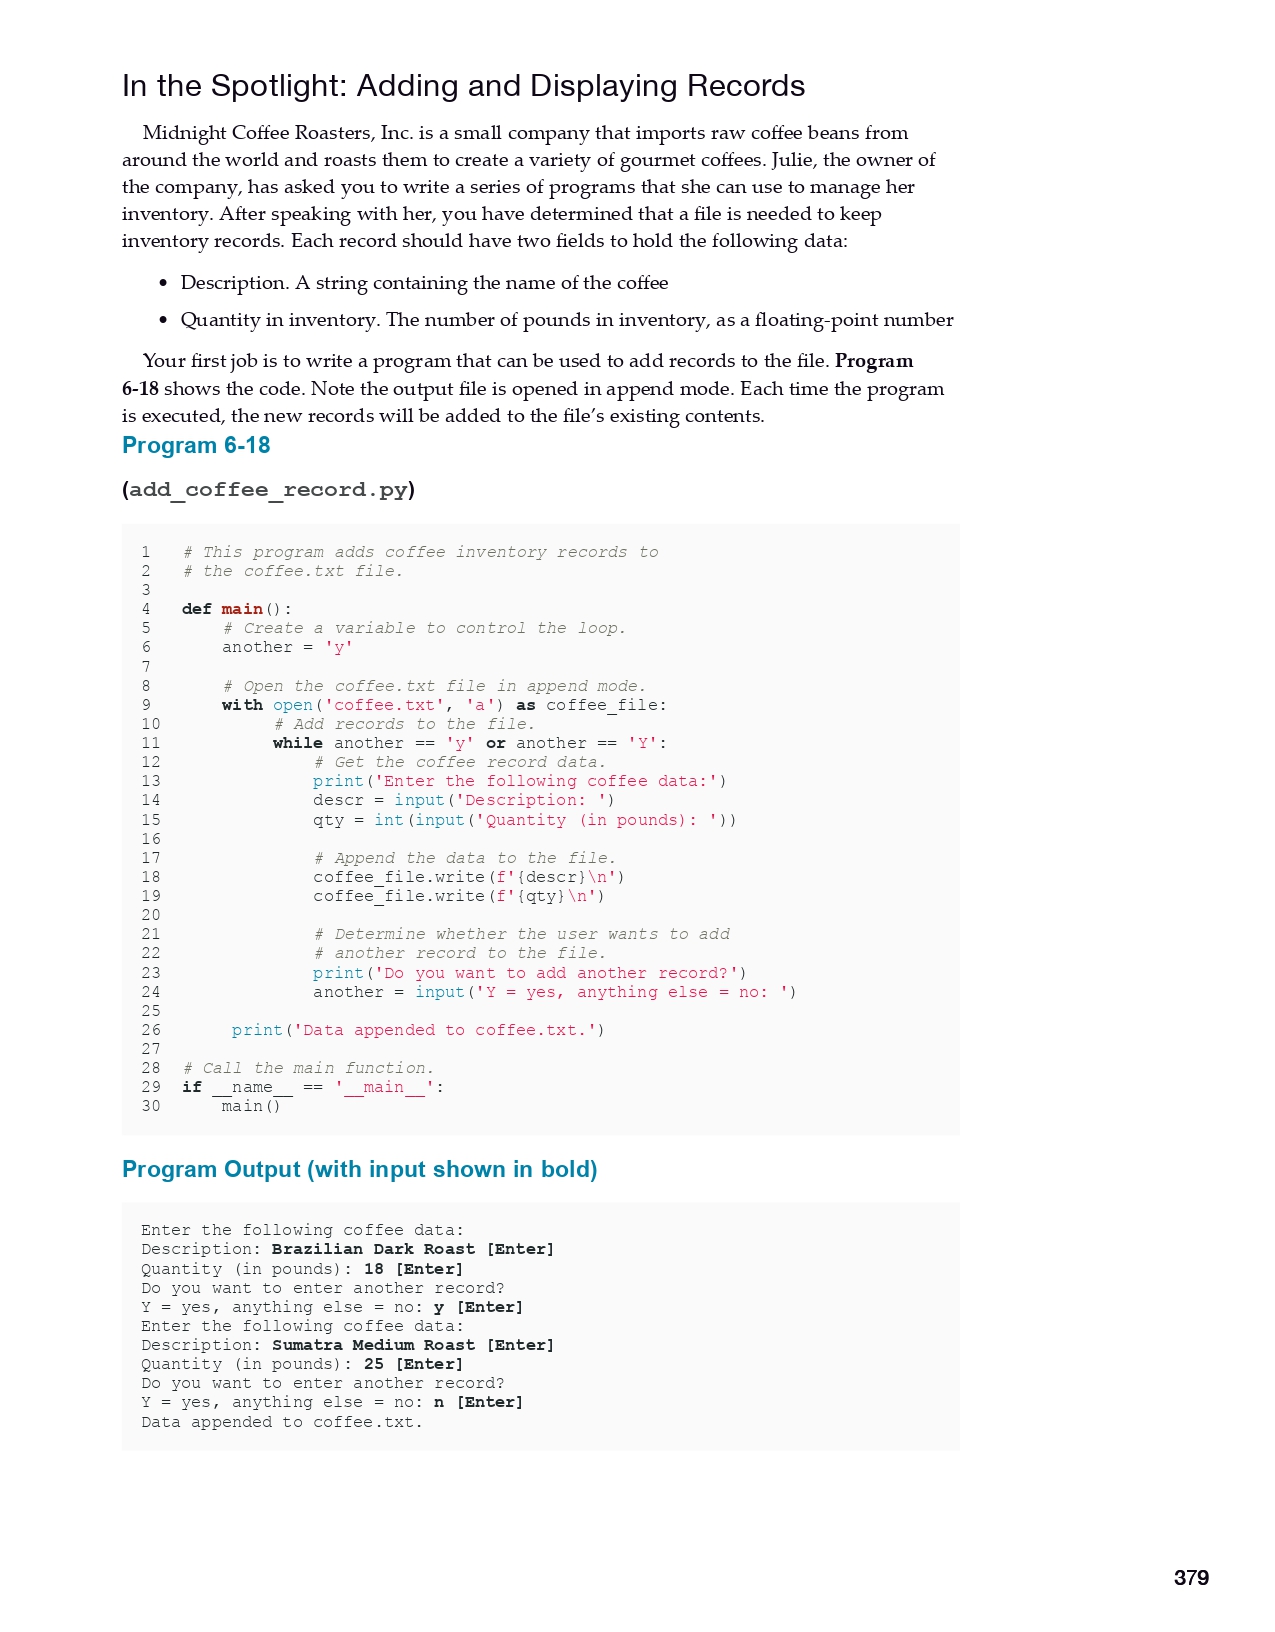 In the Spotlight: Adding and Displaying Records
Midnight Coffee Roasters, Inc. is a small company that imports raw coffee beans from
around the world and roasts them to create a variety of gourmet coffees. Julie, the owner of
the company, has asked you to write a series of programs that she can use to manage her
inventory. After speaking with her, you have determined that a file is needed to keep
inventory records. Each record should have two fields to hold the following data:
• Description. A string containing the name of the coffee
• Quantity in inventory. The number of pounds in inventory, as a floating-point number
Your first job is to write a program that can be used to add records to the file. Program
6-18 shows the code. Note the output file is opened in append mode. Each time the program
is executed, the new records will be added to the file’s existing contents.
Program 6-18
(add_coffee_record.py)
1 # This program adds coffee inventory records to
2 # the coffee.txt file.
3
4 def main():
5     # Create a variable to control the loop.
6     another = 'y'
7
8     # Open the coffee.txt file in append mode.
9     with open('coffee.txt', 'a') as coffee_file:
10         # Add records to the file.
11         while another == 'y' or another == 'Y':
12             # Get the coffee record data.
13             print('Enter the following coffee data:')
14             descr = input('Description: ')
15             qty = int(input('Quantity (in pounds): '))
16
17             # Append the data to the file.
18             coffee_file.write(f'{descr}\n')
19             coffee_file.write(f'{qty}\n')
20
21             # Determine whether the user wants to add
22             # another record to the file.
23             print('Do you want to add another record?')
24             another = input('Y = yes, anything else = no: ')
25
26     print('Data appended to coffee.txt.')
27
28 # Call the main function.
29 if __name__ == '__main__':
30     main()
Program Output (with input shown in bold)
Enter the following coffee data:
Description: Brazilian Dark Roast [Enter]
Quantity (in pounds): 18 [Enter]
Do you want to enter another record?
Y = yes, anything else = no: y [Enter]
Enter the following coffee data:
Description: Sumatra Medium Roast [Enter]
Quantity (in pounds): 25 [Enter]
Do you want to enter another record?
Y = yes, anything else = no: n [Enter]
Data appended to coffee.txt.
379